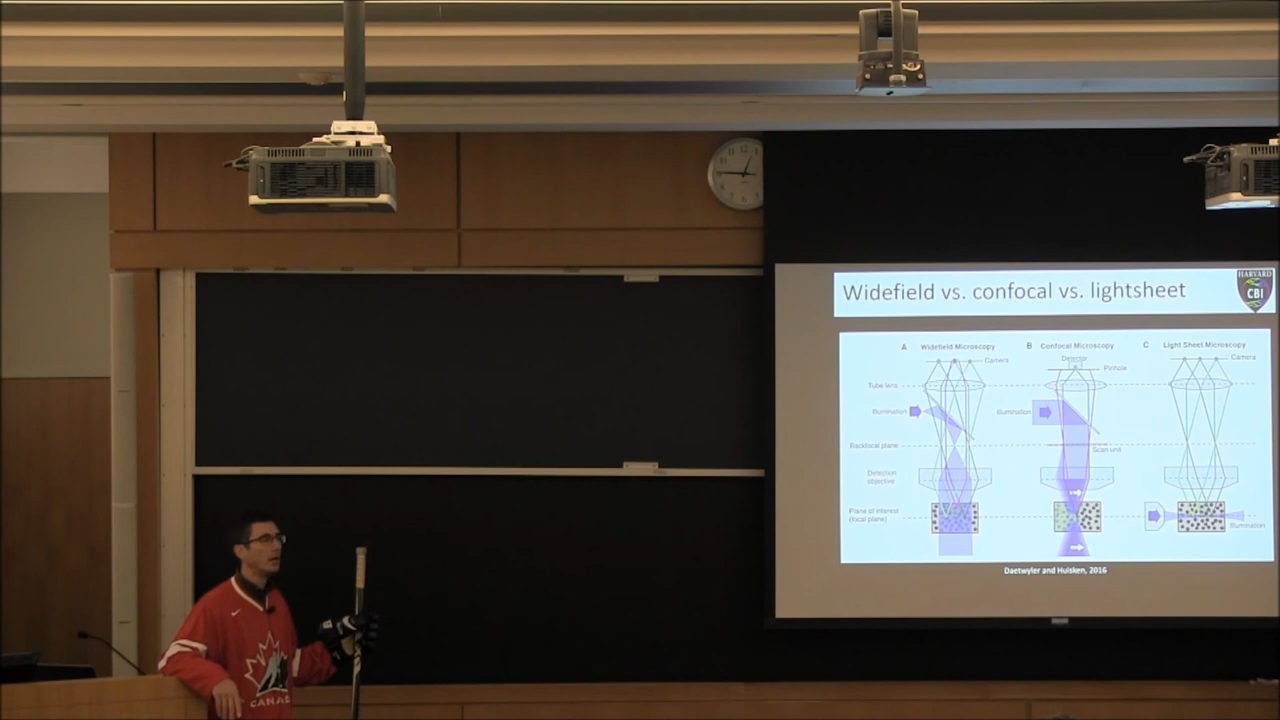 Widefield vs. confocal vs. lightsheet
HARVARD
CBI
A Widefield Microscopy
B Confocal Microscopy
C Light Sheet Microscopy
Camera
Detector
Pinhole
Camera
Tube lens
Illumination
Illumination
Backfocal plane
Scan unit
Detection
objective
Plane of interest
(focal plane)
Illumination
Daetwyler and Huisken, 2016
CANADA
12